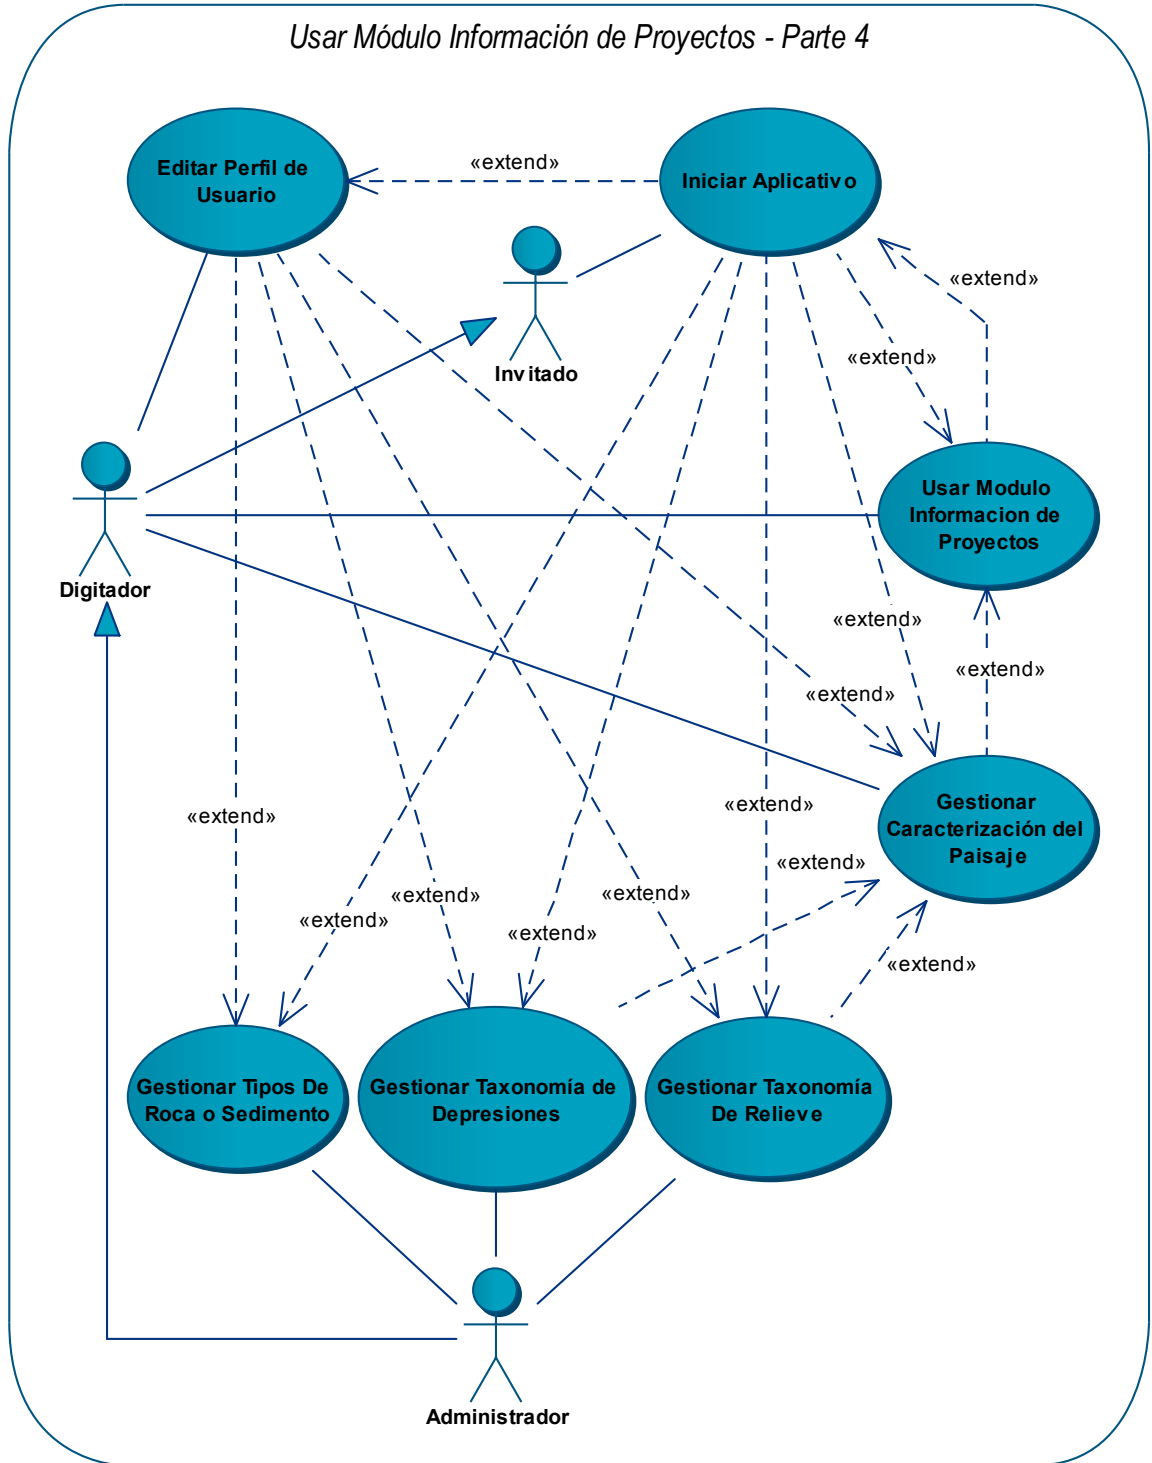 Usar Módulo Información de Proyectos - Parte 4
Editar Perfil de
Usuario
«extend»
Iniciar Aplicativo
«extend»
Invitado
«extend»
Usar Modulo
Informacion de
Proyectos
Digitador
«extend»
«extend»
«extend»
Gestionar
Caracterización del
Paisaje
«extend»
«extend»
«extend»
«extend»
«extend»
«extend»
«extend»
«extend»
Gestionar Tipos De
Roca o Sedimento
Gestionar Taxonomía de
Depresiones
Gestionar Taxonomía
De Relieve
Administrador